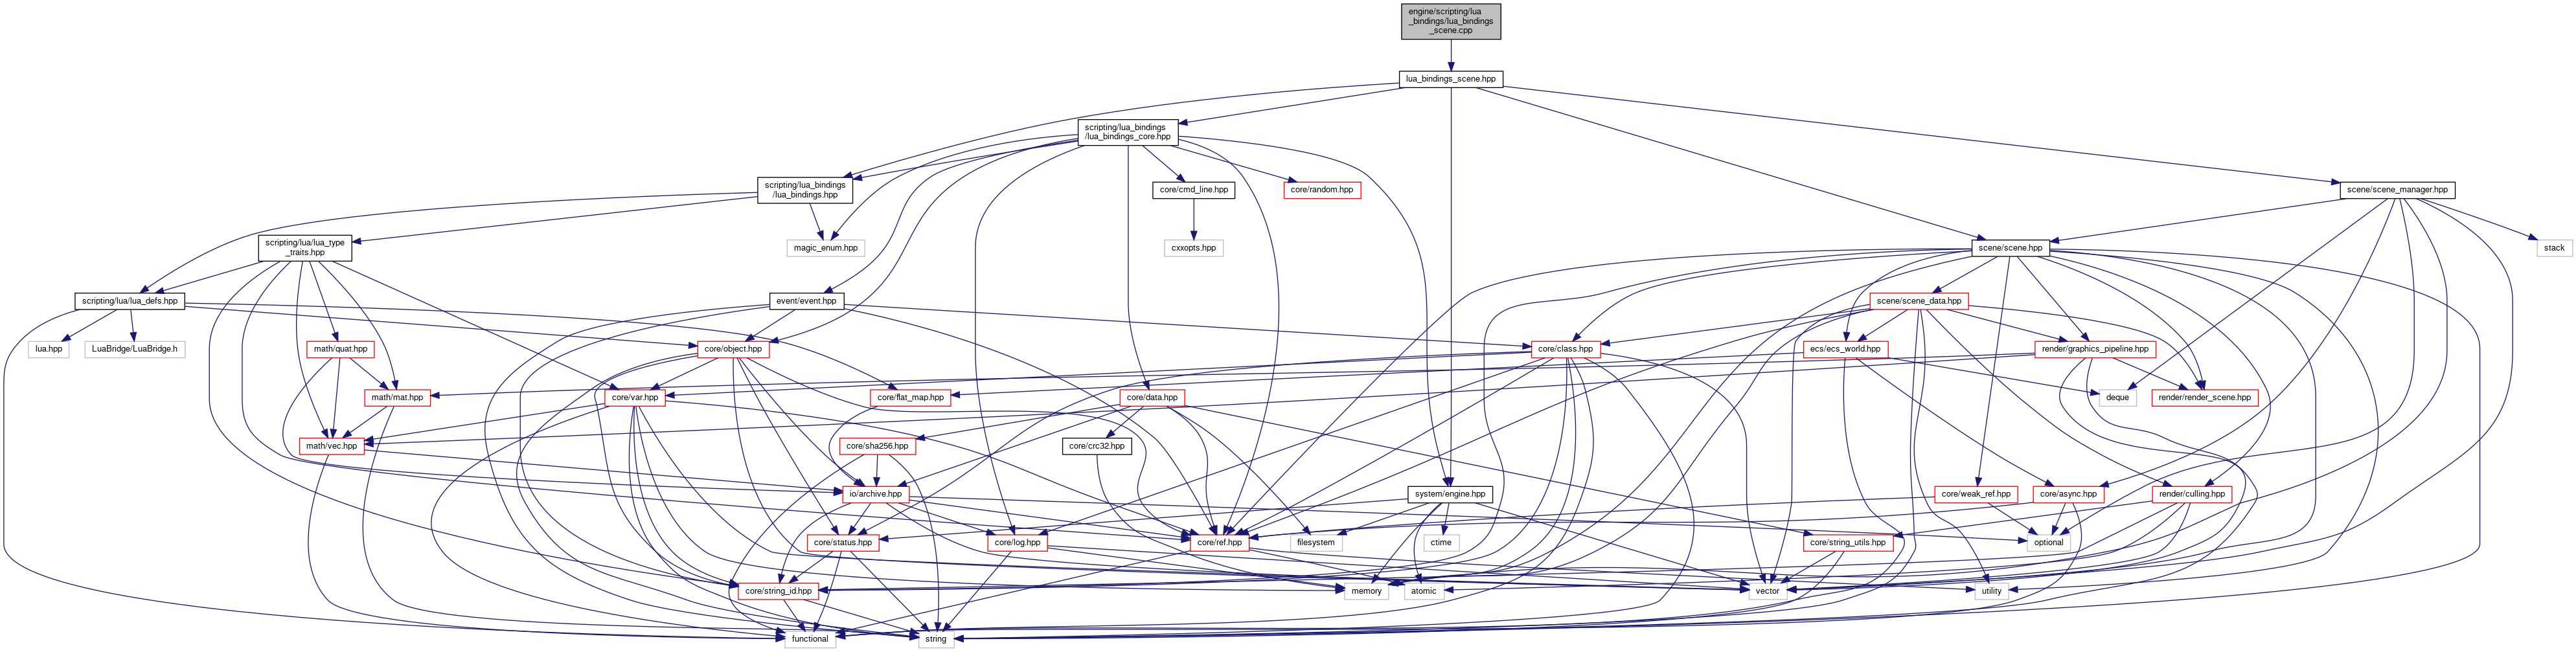 engine/scripting/lua
_bindings/lua_bindings
_scene.cpp
lua_bindings_scene.hpp
scripting/lua_bindings
/lua_bindings_core.hpp
scripting/lua_bindings
/lua_bindings.hpp
core/cmd_line.hpp
core/random.hpp
scene/scene_manager.hpp
scripting/lua/lua_type
_traits.hpp
magic_enum.hpp
cxxopts.hpp
scene/scene.hpp
stack
scripting/lua/lua_defs.hpp
event/event.hpp
scene/scene_data.hpp
lua.hpp
LuaBridge/LuaBridge.h
math/quat.hpp
core/object.hpp
core/class.hpp
ecs/ecs_world.hpp
render/graphics_pipeline.hpp
math/mat.hpp
core/var.hpp
core/flat_map.hpp
core/data.hpp
deque
render/render_scene.hpp
math/vec.hpp
core/sha256.hpp
core/crc32.hpp
io/archive.hpp
system/engine.hpp
core/weak_ref.hpp
core/async.hpp
render/culling.hpp
core/status.hpp
core/log.hpp
core/ref.hpp
filesystem
ctime
core/string_utils.hpp
optional
core/string_id.hpp
memory
atomic
vector
utility
functional
string